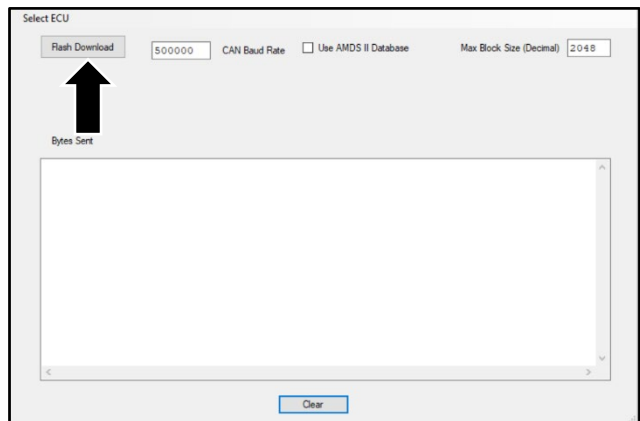 Select ECU
Flash Download 500000 CAN Baud Rate Use AMDS II Database Max Block Size (Decimal) 2048
Bytes Sent
Clear